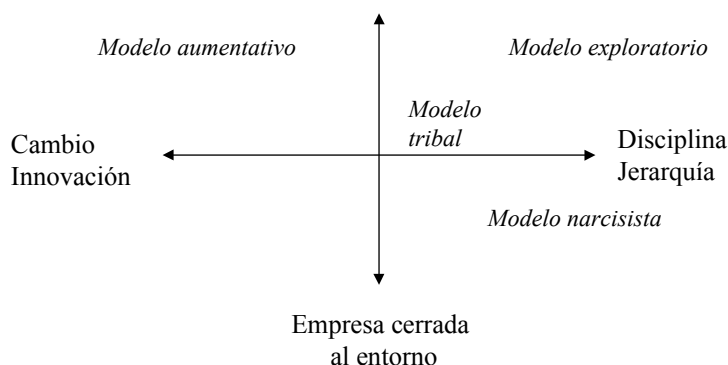 Modelo aumentativo
Modelo exploratorio
Modelo
tribal
Cambio
Innovación
Disciplina
Jerarquía
Modelo narcisista
Empresa cerrada
al entorno